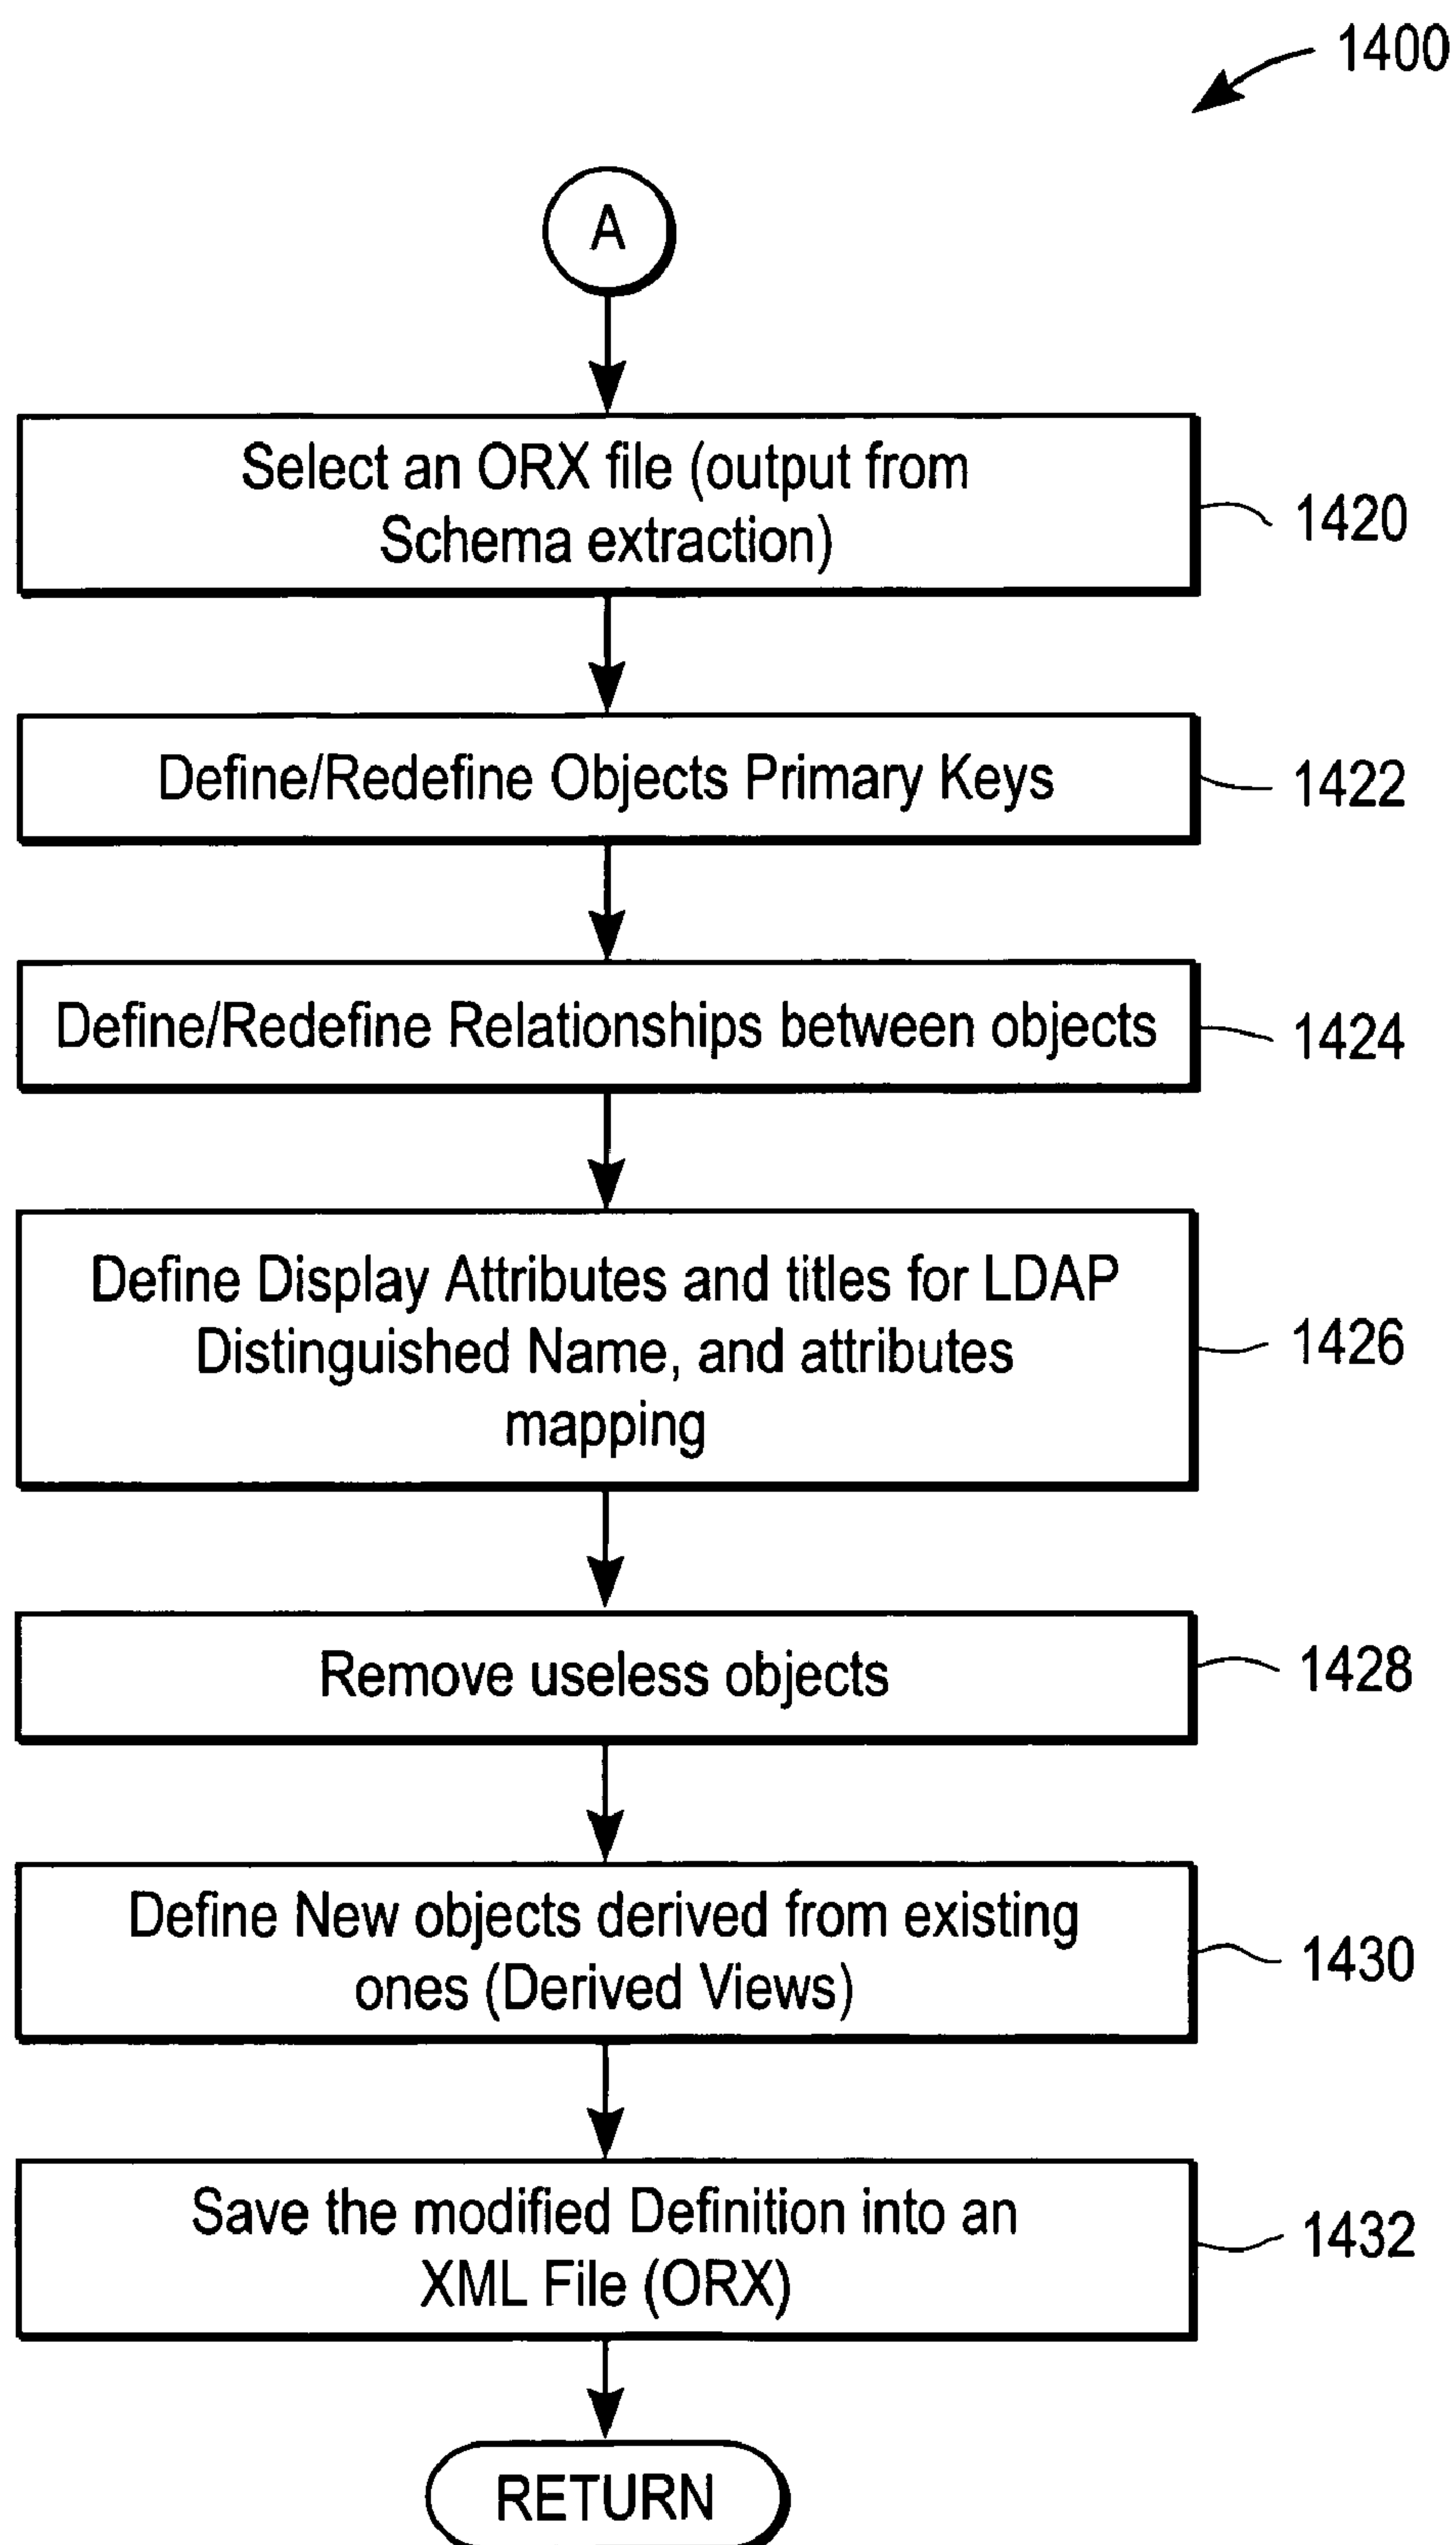 1400
A
Select an ORX file (output from
Schema extraction)
1420
Define/Redefine Objects Primary Keys
1422
Define/Redefine Relationships between objects
1424
Define Display Attributes and titles for LDAP
Distinguished Name, and attributes
mapping
1426
Remove useless objects
1428
Define New objects derived from existing
ones (Derived Views)
1430
Save the modified Definition into an
XML File (ORX)
1432
RETURN